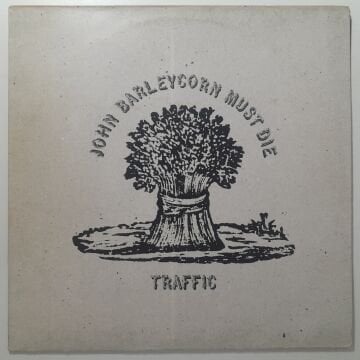 JOHN BARLEYCORN MUST DIE
TRAFFIC